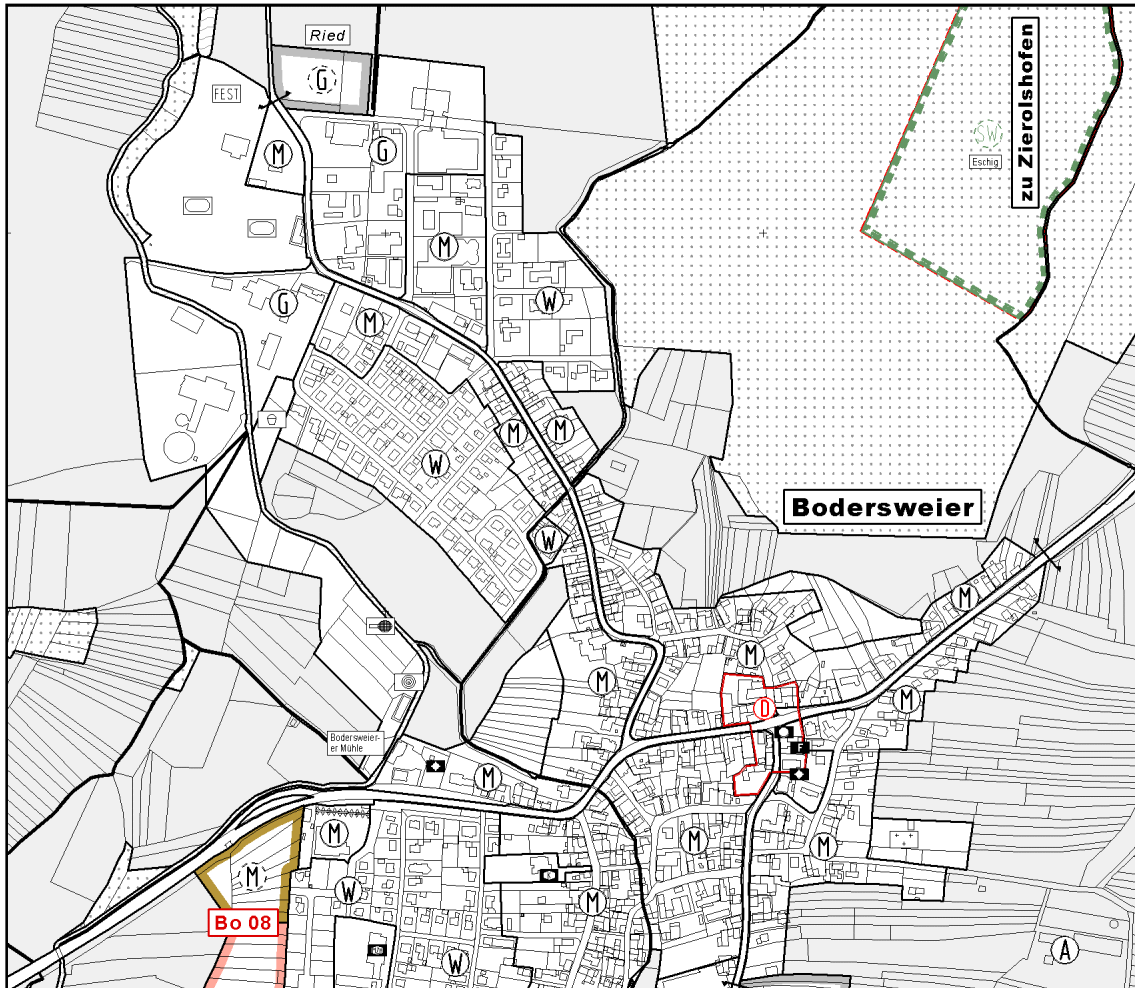 Ried
G
FEST
zu Zierolshofen
SW
Eschig
M
G
M
G
W
M
M
M
W
Bodersweier
W
M
M
M
M
D
Bodersweier-
er Mühle
F
M
M
M
M
M
W
Bo 08
M
W
A